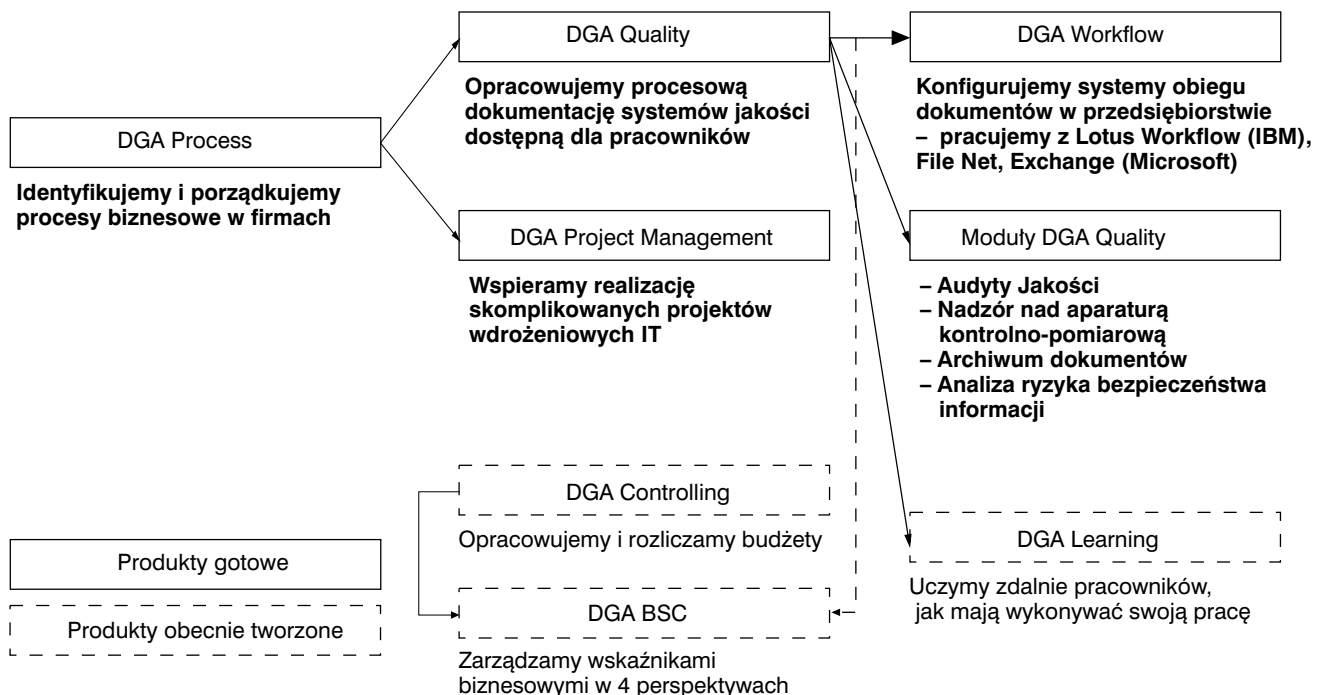 DGA Process
Identyfikujemy i porządkujemy
procesy biznesowe w firmach
DGA Quality
Opracowujemy procesową
dokumentację systemów jakości
dostępną dla pracowników
DGA Project Management
Wspieramy realizację
skomplikowanych projektów
wdrożeniowych IT
DGA Workflow
Konfigurujemy systemy obiegu
dokumentów w przedsiębiorstwie
– pracujemy z Lotus Workflow (IBM),
File Net, Exchange (Microsoft)
Moduły DGA Quality
– Audyty Jakości
– Nadzór nad aparaturą
kontrolno-pomiarową
– Archiwum dokumentów
– Analiza ryzyka bezpieczeństwa
informacji
DGA Controlling
Opracowujemy i rozliczamy budżety
DGA BSC
Zarządzamy wskaźnikami
biznesowymi w 4 perspektywach
DGA Learning
Uczymy zdalnie pracowników,
jak mają wykonywać swoją pracę
Produkty gotowe
Produkty obecnie tworzone